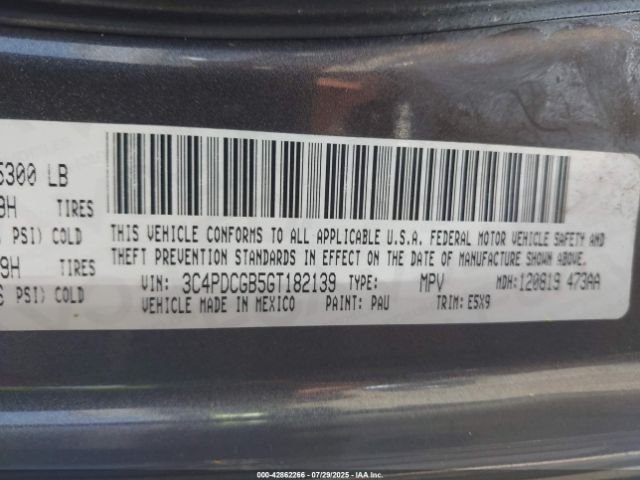 5300 LB
9H TIRES
PSI) COLD
9H TIRES
PSI) COLD
THIS VEHICLE CONFORMS TO ALL APPLICABLE U.S.A. FEDERAL MOTOR VEHICLE SAFETY AND
THEFT PREVENTION STANDARDS IN EFFECT ON THE DATE OF MANUFACTURE SHOWN ABOVE.
VIN: 3C4PDCGB5GT182139 TYPE: MPV MDH: 120819 473AA
VEHICLE MADE IN MEXICO PAINT: PAU TRIM: E5X9
000-42862266 | 07/29/2025 | IAA Inc.